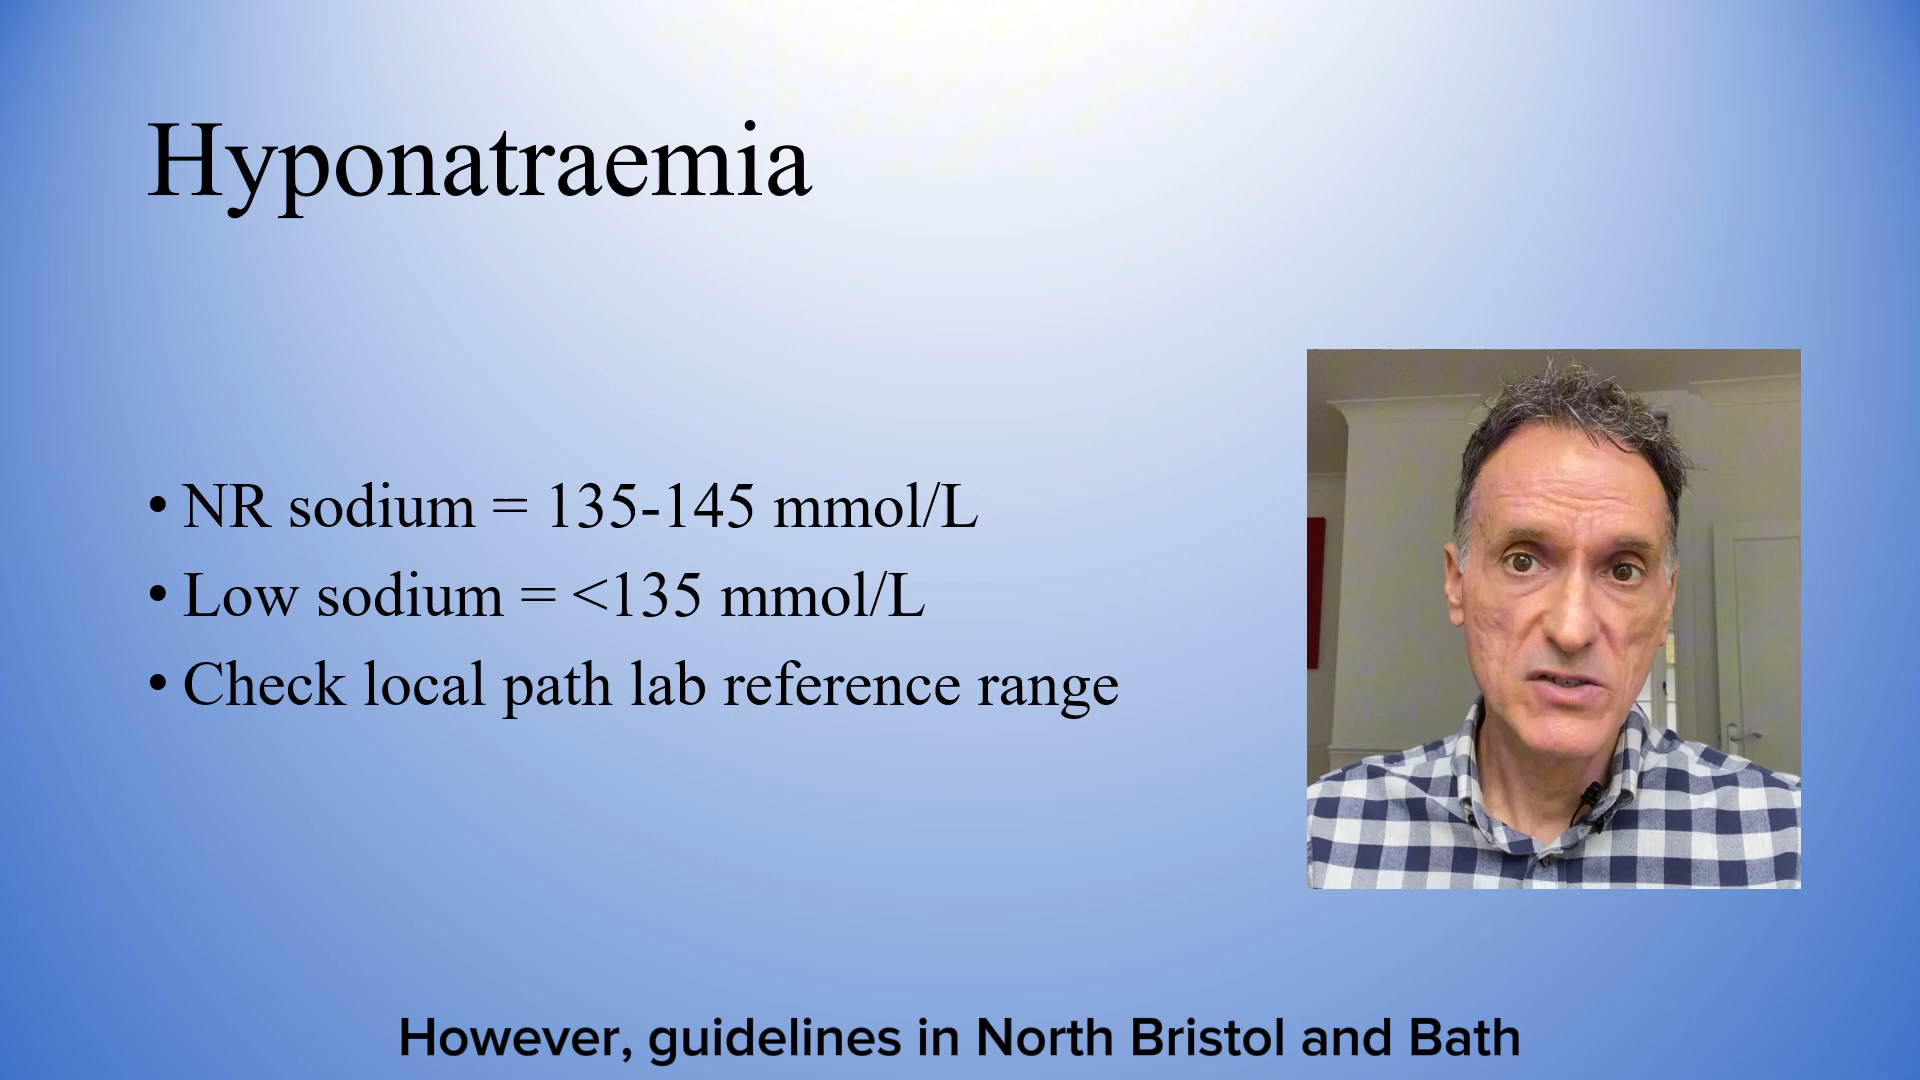 Hyponatraemia
• NR sodium = 135-145 mmol/L
• Low sodium = <135 mmol/L
• Check local path lab reference range
However, guidelines in North Bristol and Bath